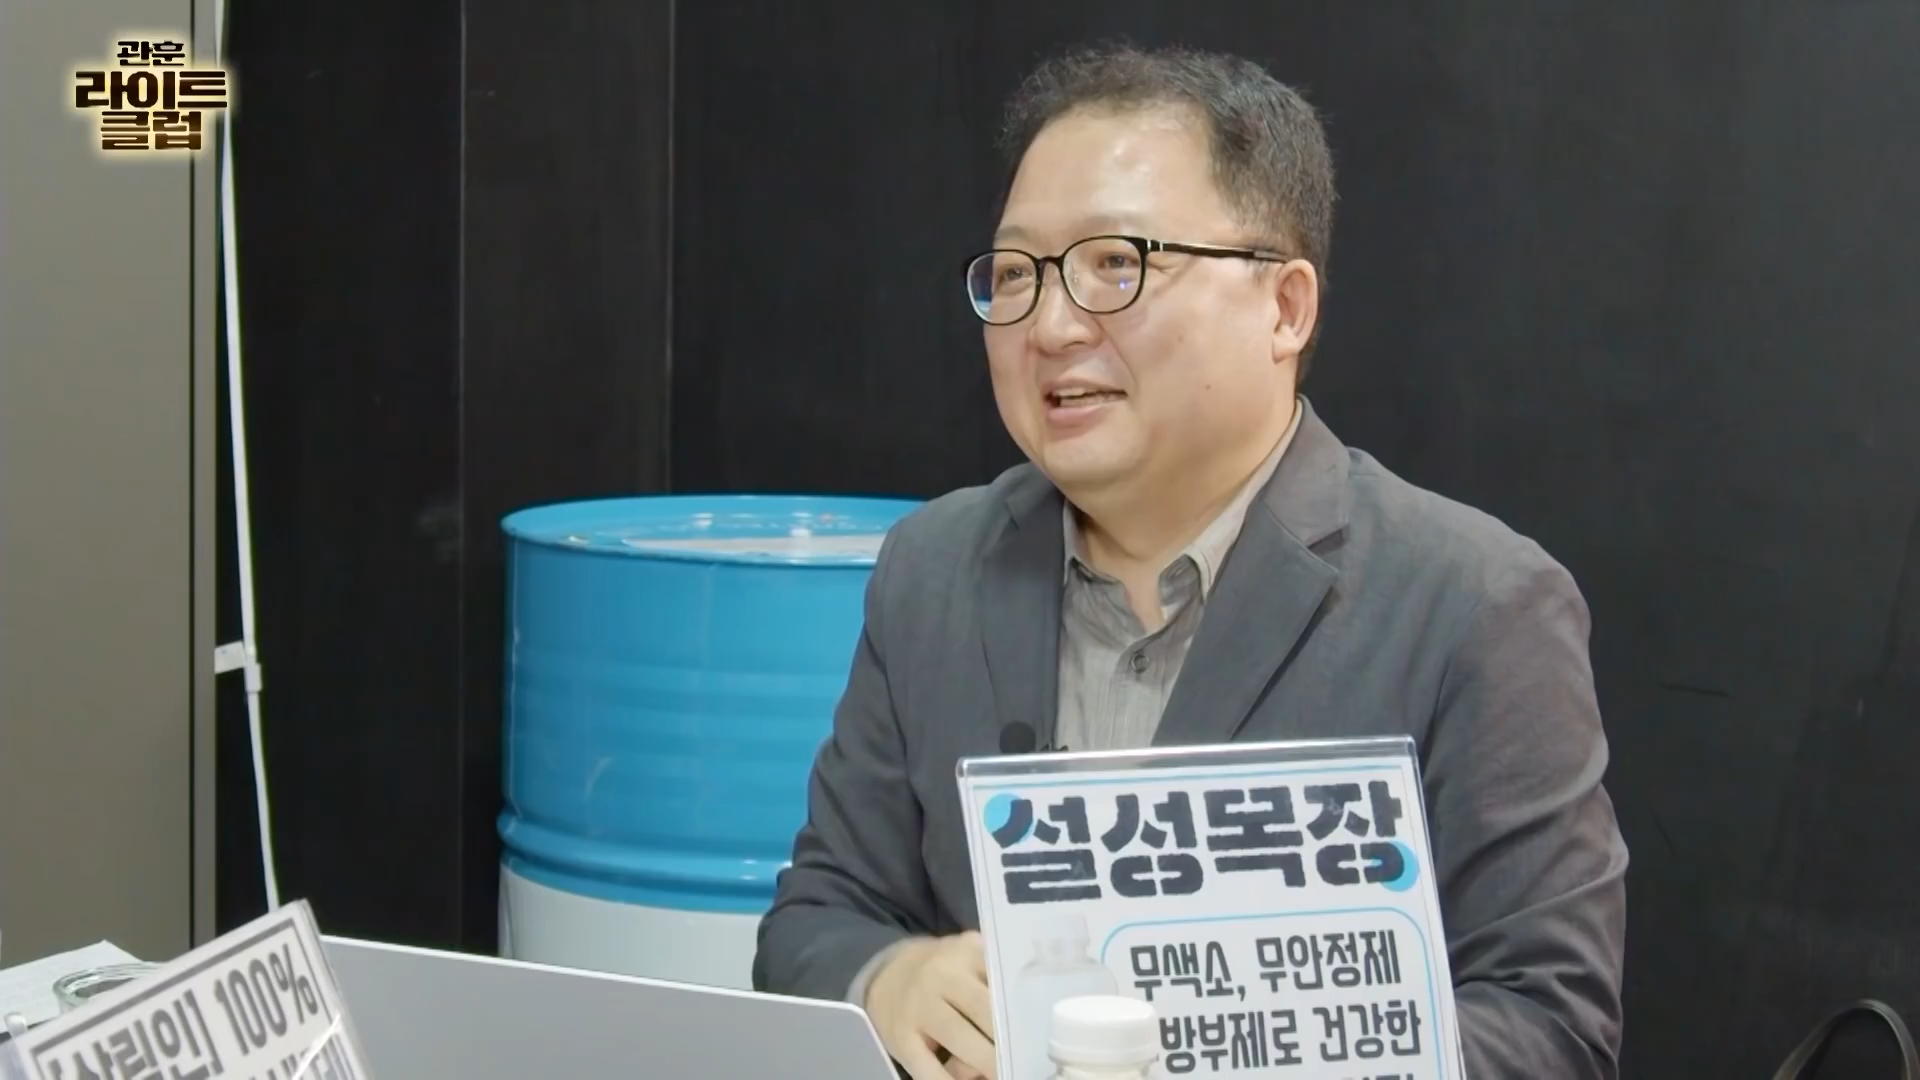 관훈
라이트
클럽
설성목장
무색소, 무안정제
방부제로 건강한
100%